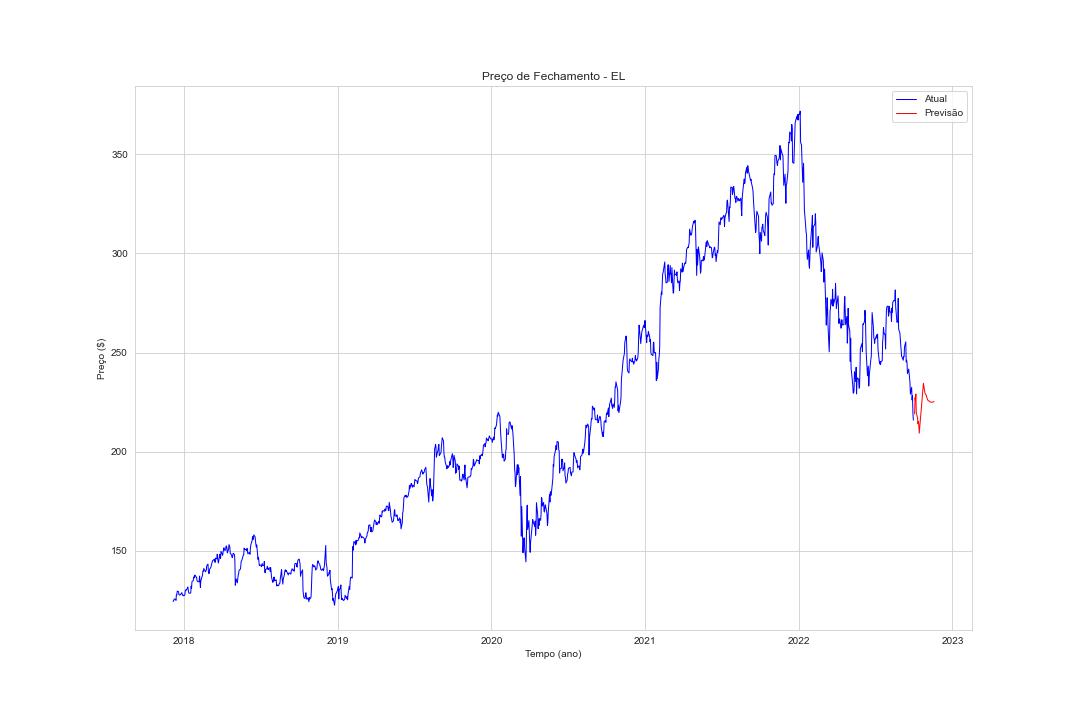 Preço de Fechamento - EL
Atual
Previsão
350
300
250
200
150
Preço ($)
2018 2019 2020 2021 2022 2023
Tempo (ano)